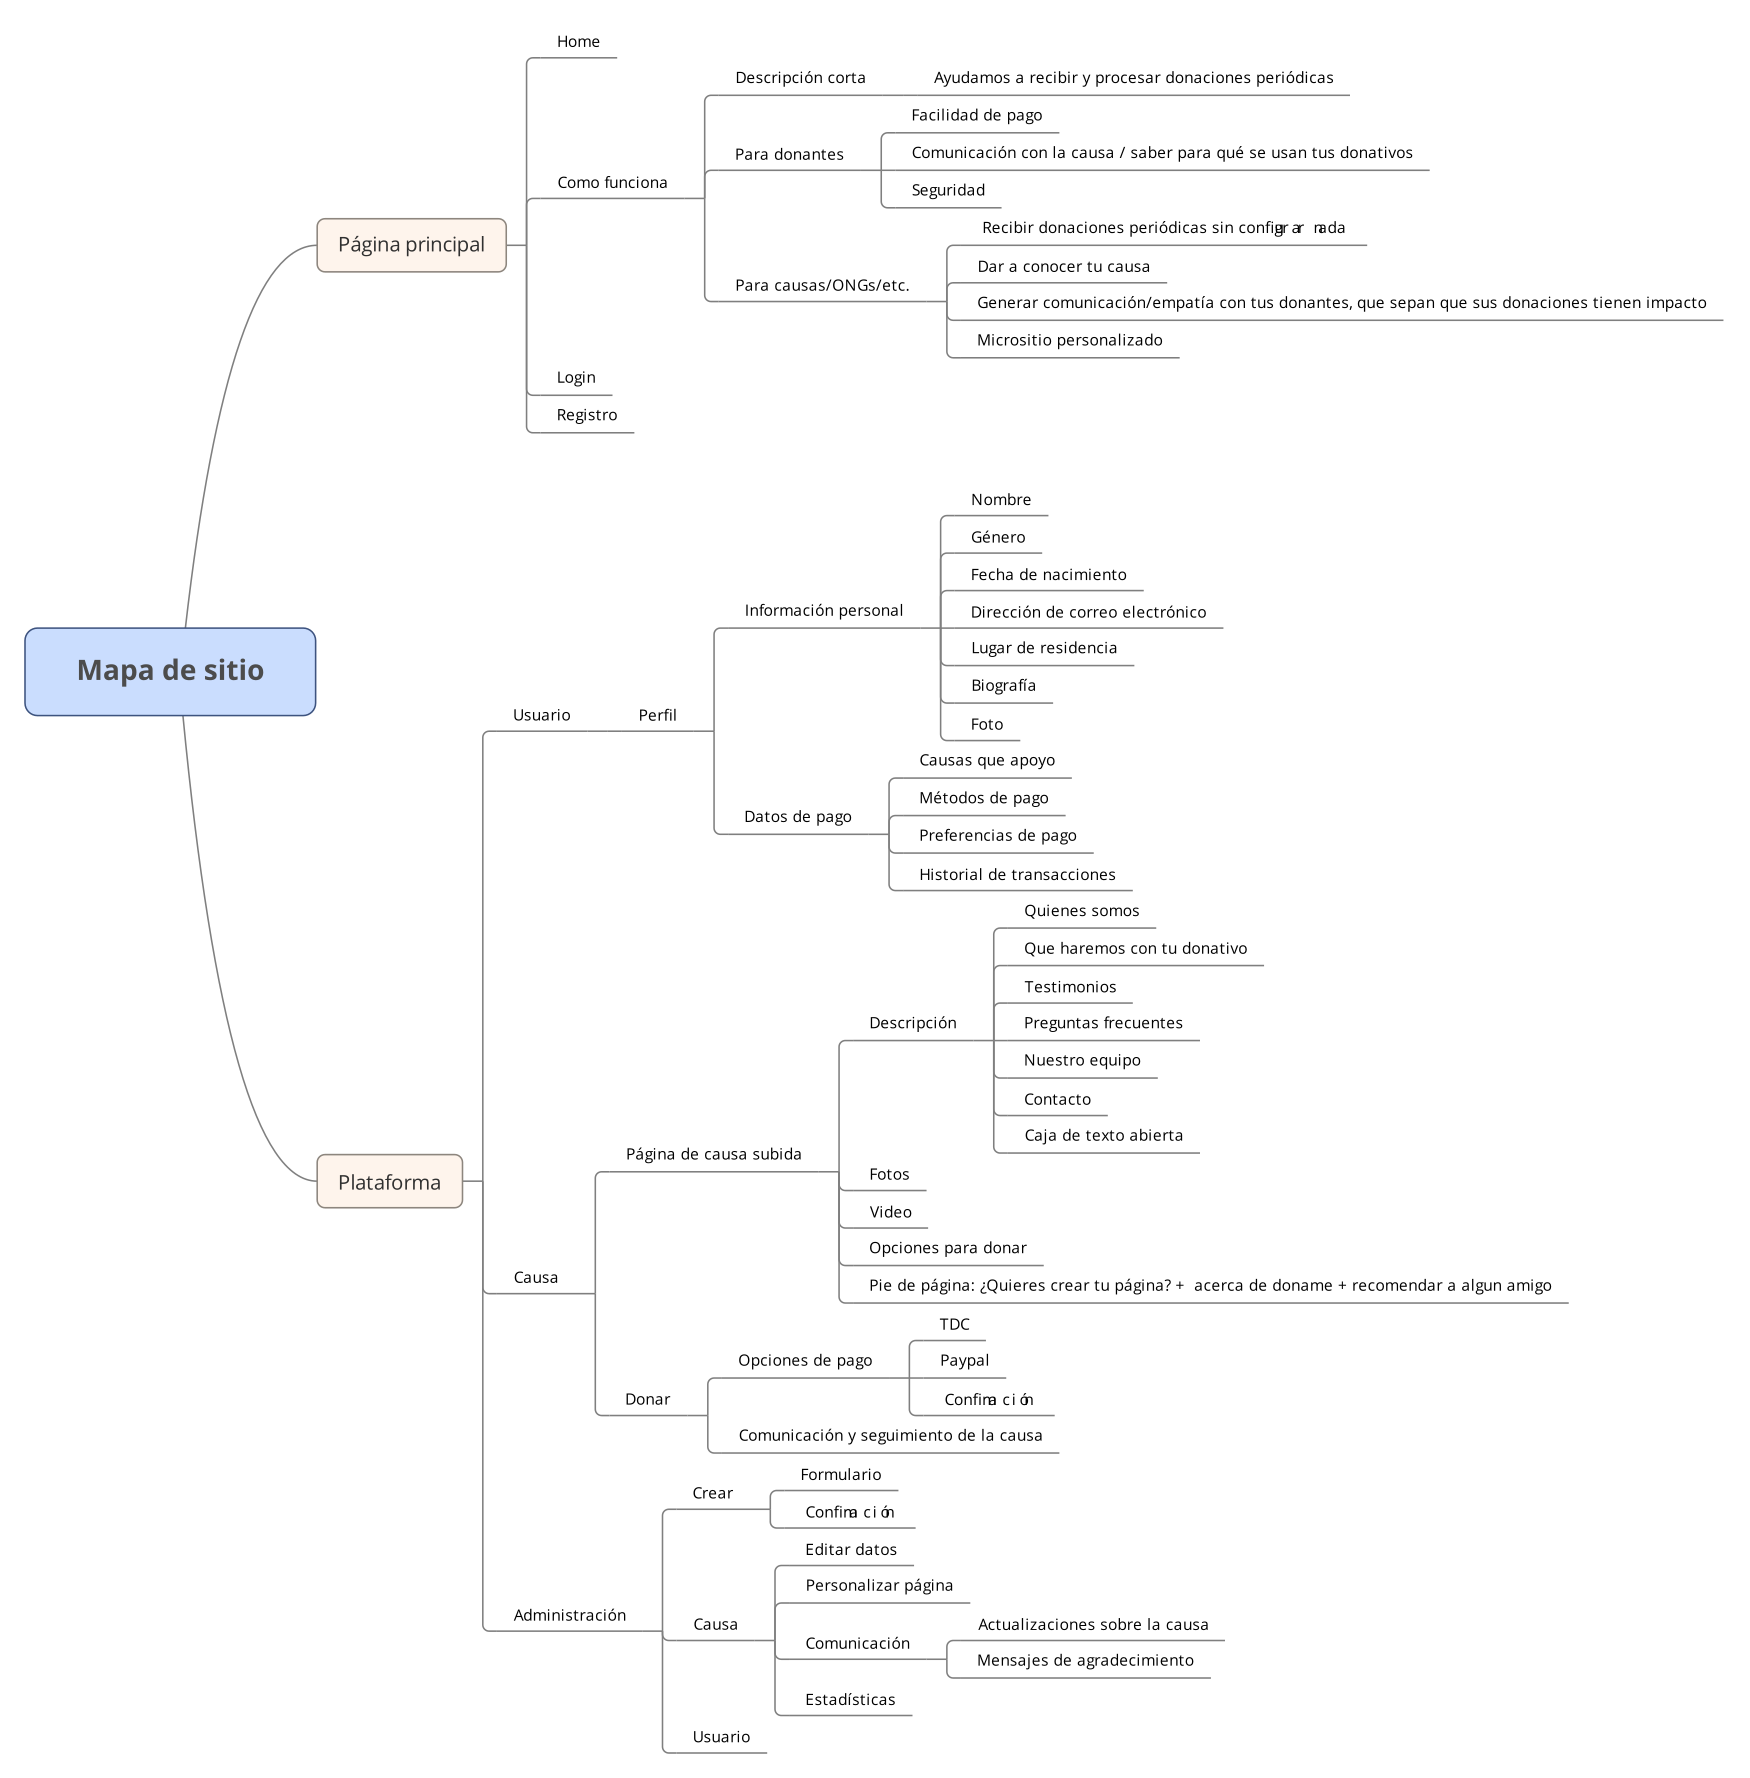 Mapa de sitio
Página principal
Home
Como funciona
Descripción corta
Ayudamos a recibir y procesar donaciones periódicas
Para donantes
Facilidad de pago
Comunicación con la causa / saber para qué se usan tus donativos
Seguridad
Para causas/ONGs/etc.
Recibir donaciones periódicas sin configurar nada
Dar a conocer tu causa
Generar comunicación/empatía con tus donantes, que sepan que sus donaciones tienen impacto
Micrositio personalizado
Login
Registro
Plataforma
Usuario
Perfil
Información personal
Nombre
Género
Fecha de nacimiento
Dirección de correo electrónico
Lugar de residencia
Biografía
Foto
Datos de pago
Causas que apoyo
Métodos de pago
Preferencias de pago
Historial de transacciones
Causa
Página de causa subida
Descripción
Quienes somos
Que haremos con tu donativo
Testimonios
Preguntas frecuentes
Nuestro equipo
Contacto
Caja de texto abierta
Fotos
Video
Opciones para donar
Pie de página: ¿Quieres crear tu página? + acerca de doname + recomendar a algun amigo
Donar
Opciones de pago
TDC
Paypal
Confirmación
Comunicación y seguimiento de la causa
Administración
Crear
Formulario
Confirmación
Causa
Editar datos
Personalizar página
Comunicación
Actualizaciones sobre la causa
Mensajes de agradecimiento
Estadísticas
Usuario